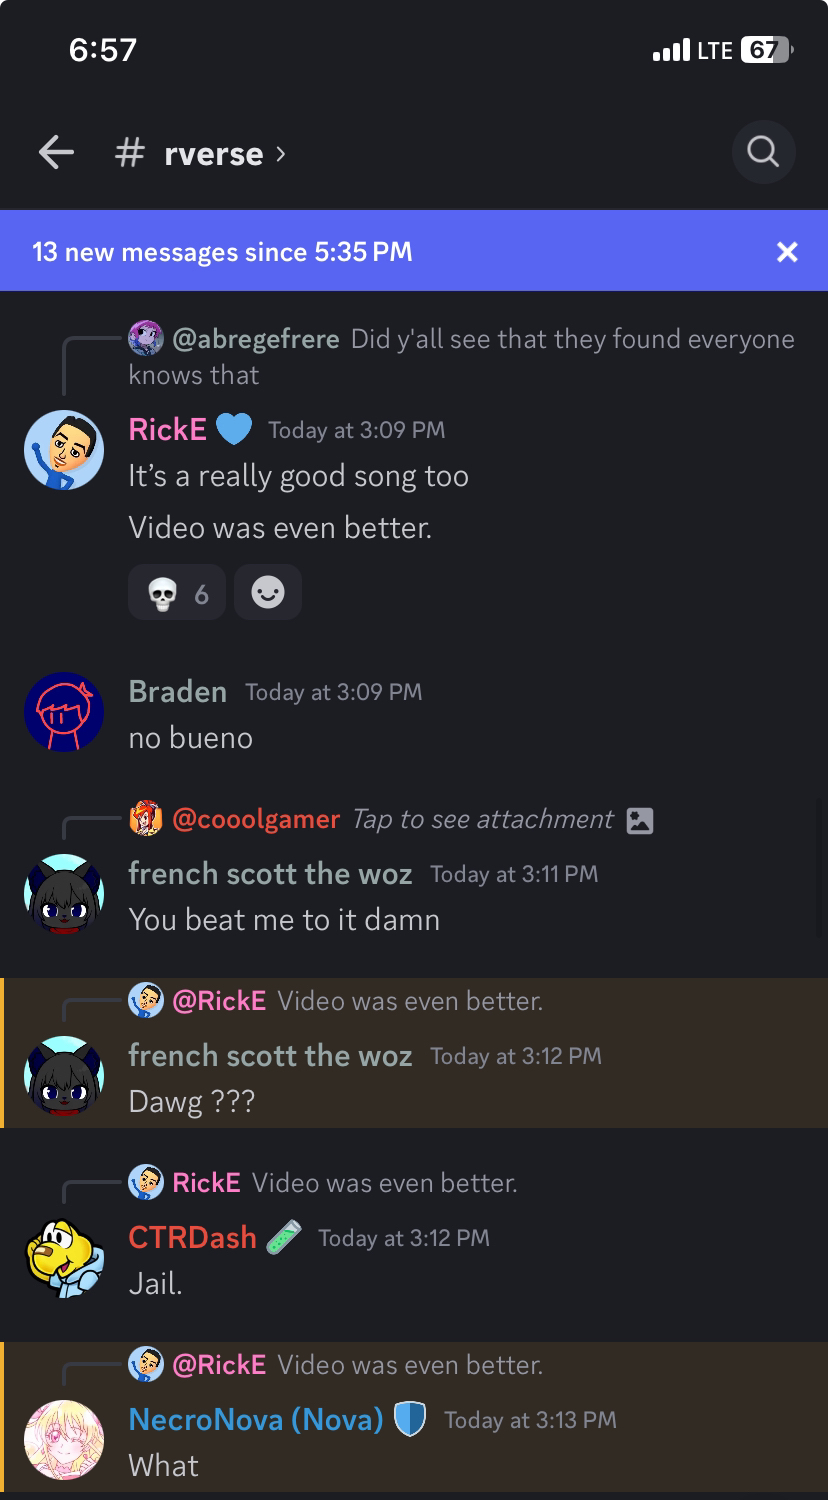 6:57
LTE 67
# rverse >
13 new messages since 5:35 PM
@abregefrere Did y'all see that they found everyone
knows that
RickE Today at 3:09 PM
It’s a really good song too
Video was even better.
6
Braden Today at 3:09 PM
no bueno
@cooolgamer Tap to see attachment
french scott the woz Today at 3:11 PM
You beat me to it damn
@RickE Video was even better.
french scott the woz Today at 3:12 PM
Dawg ???
RickE Video was even better.
CTRDash Today at 3:12 PM
Jail.
@RickE Video was even better.
NecroNova (Nova) Today at 3:13 PM
What